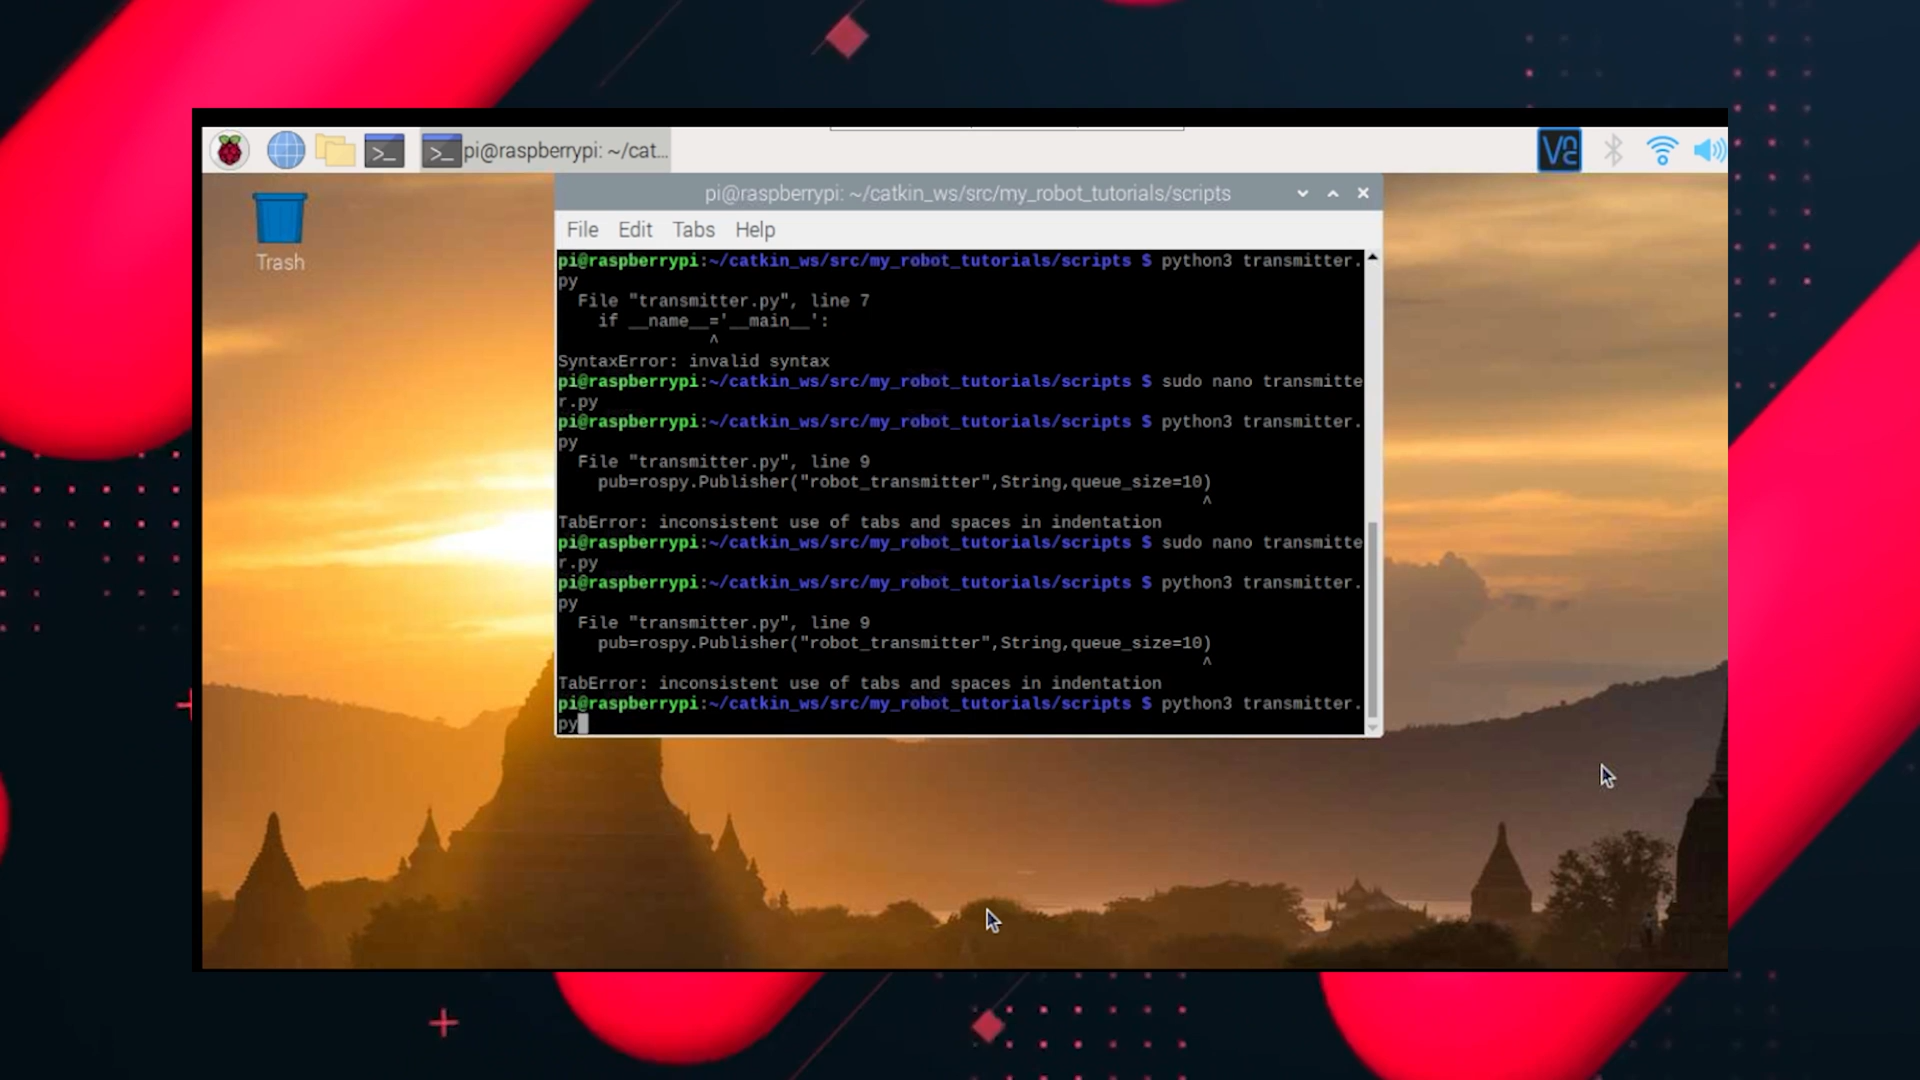 pi@raspberrypi: ~/cat...
VNC
pi@raspberrypi: ~/catkin_ws/src/my_robot_tutorials/scripts
Trash
File Edit Tabs Help
pi@raspberrypi:~/catkin_ws/src/my_robot_tutorials/scripts $ python3 transmitter.
py
File "transmitter.py", line 7
if __name__='__main__':
^
SyntaxError: invalid syntax
pi@raspberrypi:~/catkin_ws/src/my_robot_tutorials/scripts $ sudo nano transmitte
r.py
pi@raspberrypi:~/catkin_ws/src/my_robot_tutorials/scripts $ python3 transmitter.
py
File "transmitter.py", line 9
pub=rospy.Publisher("robot_transmitter",String,queue_size=10)
^
TabError: inconsistent use of tabs and spaces in indentation
pi@raspberrypi:~/catkin_ws/src/my_robot_tutorials/scripts $ sudo nano transmitte
r.py
pi@raspberrypi:~/catkin_ws/src/my_robot_tutorials/scripts $ python3 transmitter.
py
File "transmitter.py", line 9
pub=rospy.Publisher("robot_transmitter",String,queue_size=10)
^
TabError: inconsistent use of tabs and spaces in indentation
pi@raspberrypi:~/catkin_ws/src/my_robot_tutorials/scripts $ python3 transmitter.
py